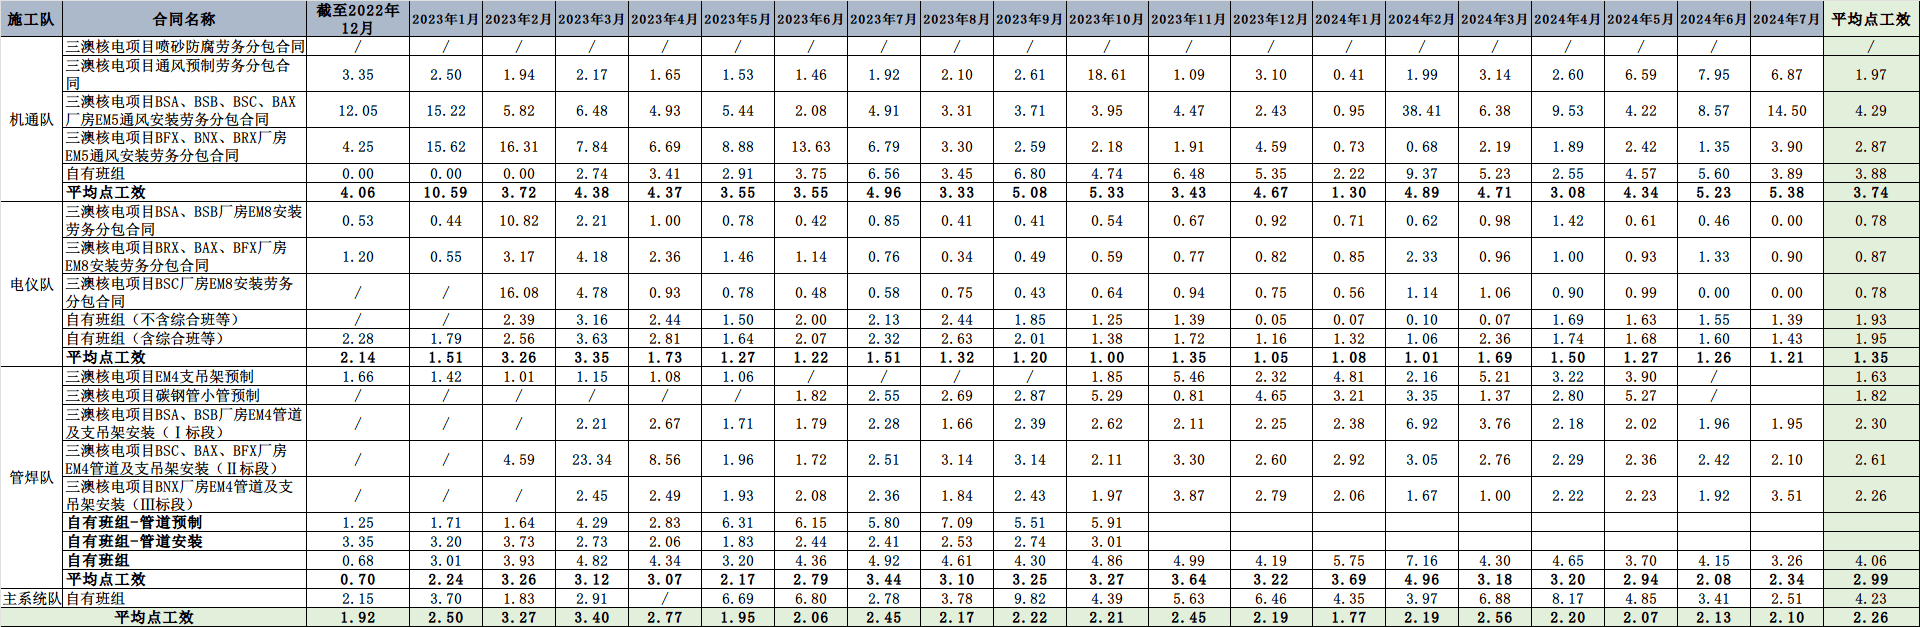 施工队 合同名称 截至2022年12月 2023年1月 2023年2月 2023年3月 2023年4月 2023年5月 2023年6月 2023年7月 2023年8月 2023年9月 2023年10月 2023年11月 2023年12月 2024年1月 2024年2月 2024年3月 2024年4月 2024年5月 2024年6月 2024年7月 平均点工效
机通队
三澳核电项目喷砂防腐劳务分包合同 / / / / / / / / / / / / / / / / / / / /
三澳核电项目通风预制劳务分包合同 3.35 2.50 1.94 2.17 1.65 1.53 1.46 1.92 2.10 2.61 18.61 1.09 3.10 0.41 1.99 3.14 2.60 6.59 7.95 6.87 1.97
三澳核电项目BSA、BSB、BSC、BAX厂房EM5通风安装劳务分包合同 12.05 15.22 5.82 6.48 4.93 5.44 2.08 4.91 3.31 3.71 3.95 4.47 2.43 0.95 38.41 6.38 9.53 4.22 8.57 14.50 4.29
三澳核电项目BFX、BNX、BRX厂房EM5通风安装劳务分包合同 4.25 15.62 16.31 7.84 6.69 8.88 13.63 6.79 3.30 2.59 2.18 1.91 4.59 0.73 0.68 2.19 1.89 2.42 1.35 3.90 2.87
自有班组 0.00 0.00 0.00 2.74 3.41 2.91 3.75 6.56 3.45 6.80 4.74 6.48 5.35 2.22 9.37 5.23 2.55 4.57 5.60 3.89 3.88
平均点工效 4.06 10.59 3.72 4.38 4.37 3.55 3.55 4.96 3.33 5.08 5.33 3.43 4.67 1.30 4.89 4.71 3.08 4.34 5.23 5.38 3.74
电仪队
三澳核电项目BSA、BSB厂房EM8安装劳务分包合同 0.53 0.44 10.82 2.21 1.00 0.78 0.42 0.85 0.41 0.41 0.54 0.67 0.92 0.71 0.62 0.98 1.42 0.61 0.46 0.00 0.78
三澳核电项目BRX、BAX、BFX厂房EM8安装劳务分包合同 1.20 0.55 3.17 4.18 2.36 1.46 1.14 0.76 0.34 0.49 0.59 0.77 0.82 0.85 2.33 0.96 1.00 0.93 1.33 0.90 0.87
三澳核电项目BSC厂房EM8安装劳务分包合同 / / 16.08 4.78 0.93 0.78 0.48 0.58 0.75 0.43 0.64 0.94 0.75 0.56 1.14 1.06 0.90 0.99 0.00 0.00 0.78
自有班组（不含综合班等） / / 2.39 3.16 2.44 1.50 2.00 2.13 2.44 1.85 1.25 1.39 0.05 0.07 0.10 0.07 1.69 1.63 1.55 1.39 1.93
自有班组（含综合班等） 2.28 1.79 2.56 3.63 2.81 1.64 2.07 2.32 2.63 2.01 1.38 1.72 1.16 1.32 1.06 2.36 1.74 1.68 1.60 1.43 1.95
平均点工效 2.14 1.51 3.26 3.35 1.73 1.27 1.22 1.51 1.32 1.20 1.00 1.35 1.05 1.08 1.01 1.69 1.50 1.27 1.26 1.21 1.35
管焊队
三澳核电项目EM4支吊架预制 1.66 1.42 1.01 1.15 1.08 1.06 / / / / 1.85 5.46 2.32 4.81 2.16 5.21 3.22 3.90 / 1.63
三澳核电项目碳钢管小管预制 / / / / / / 1.82 2.55 2.69 2.87 5.29 0.81 4.65 3.21 3.35 1.37 2.80 5.27 / 1.82
三澳核电项目BSA、BSB厂房EM4管道及支吊架安装（Ⅰ标段） / / / 2.21 2.67 1.71 1.79 2.28 1.66 2.39 2.62 2.11 2.25 2.38 6.92 3.76 2.18 2.02 1.96 1.95 2.30
三澳核电项目BSC、BAX、BFX厂房EM4管道及支吊架安装（Ⅱ标段） / / 4.59 23.34 8.56 1.96 1.72 2.51 3.14 3.14 2.11 3.30 2.60 2.92 3.05 2.76 2.29 2.36 2.42 2.10 2.61
三澳核电项目BNX厂房EM4管道及支吊架安装（Ⅲ标段） / / / 2.45 2.49 1.93 2.08 2.36 1.84 2.43 1.97 3.87 2.79 2.06 1.67 1.00 2.22 2.23 1.92 3.51 2.26
自有班组-管道预制 1.25 1.71 1.64 4.29 2.83 6.31 6.15 5.80 7.09 5.51 5.91
自有班组-管道安装 3.35 3.20 3.73 2.73 2.06 1.83 2.44 2.41 2.53 2.74 3.01
自有班组 0.68 3.01 3.93 4.82 4.34 3.20 4.36 4.92 4.61 4.30 4.86 4.99 4.19 5.75 7.16 4.30 4.65 3.70 4.15 3.26 4.06
平均点工效 0.70 2.24 3.26 3.12 3.07 2.17 2.79 3.44 3.10 3.25 3.27 3.64 3.22 3.69 4.96 3.18 3.20 2.94 2.08 2.34 2.99
主系统队 自有班组 2.15 3.70 1.83 2.91 / 6.69 6.80 2.78 3.78 9.82 4.39 5.63 6.46 4.35 3.97 6.88 8.17 4.85 3.41 2.51 4.23
平均点工效 1.92 2.50 3.27 3.40 2.77 1.95 2.06 2.45 2.17 2.22 2.21 2.45 2.19 1.77 2.19 2.56 2.20 2.07 2.13 2.10 2.26